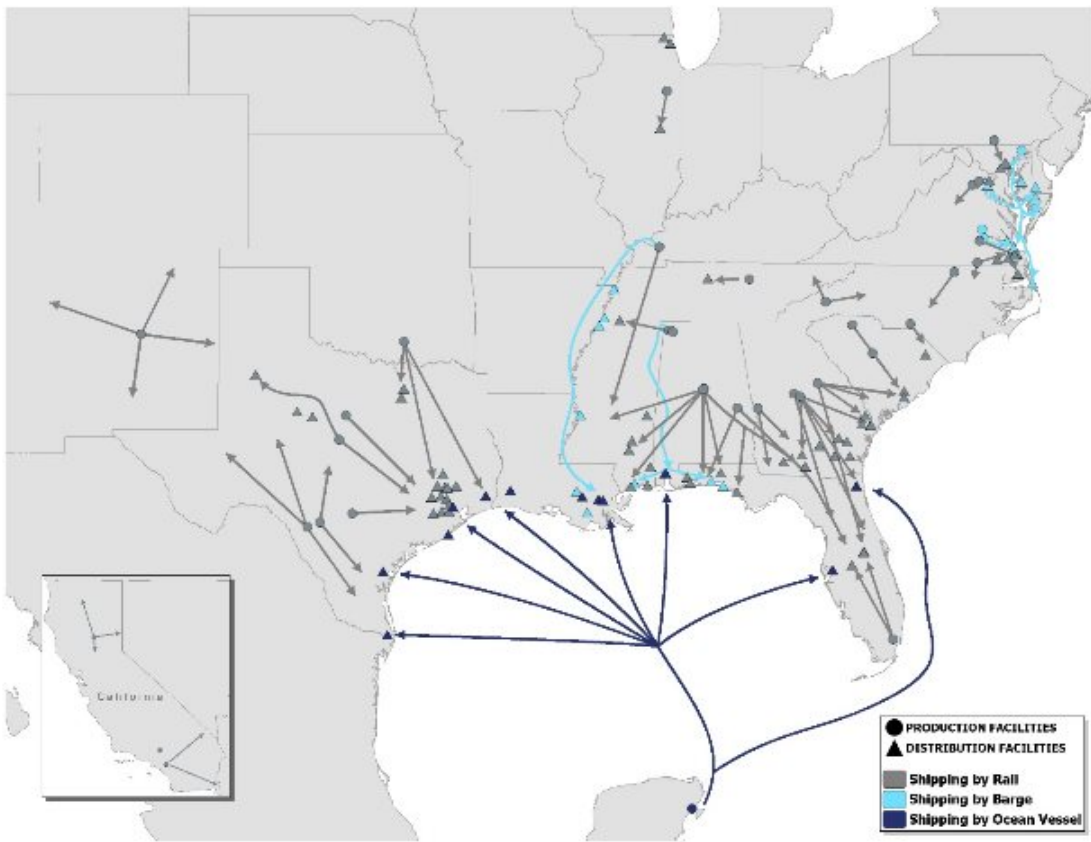 California
PRODUCTION FACILITIES
DISTRIBUTION FACILITIES
Shipping by Rail
Shipping by Barge
Shipping by Ocean Vessel